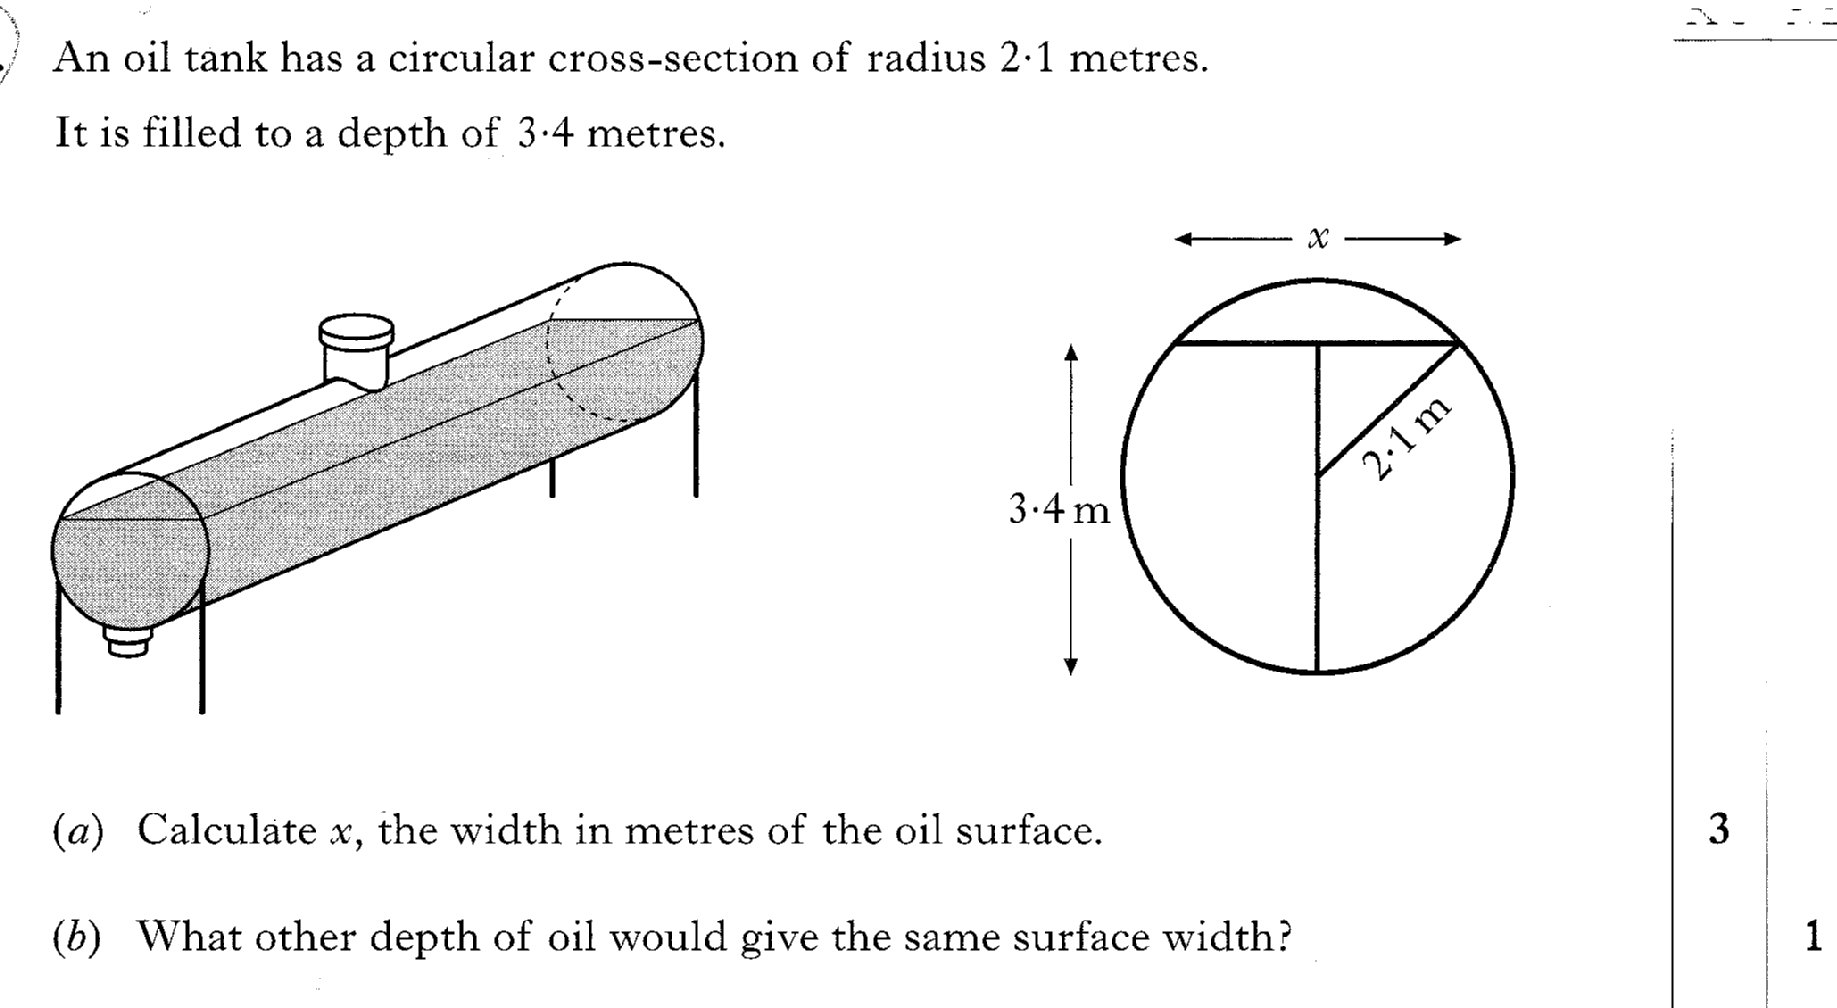 An oil tank has a circular cross-section of radius 2·1 metres.
It is filled to a depth of 3·4 metres.
x
2·1 m
3·4 m
(a) Calculate x, the width in metres of the oil surface.
3
(b) What other depth of oil would give the same surface width?
1